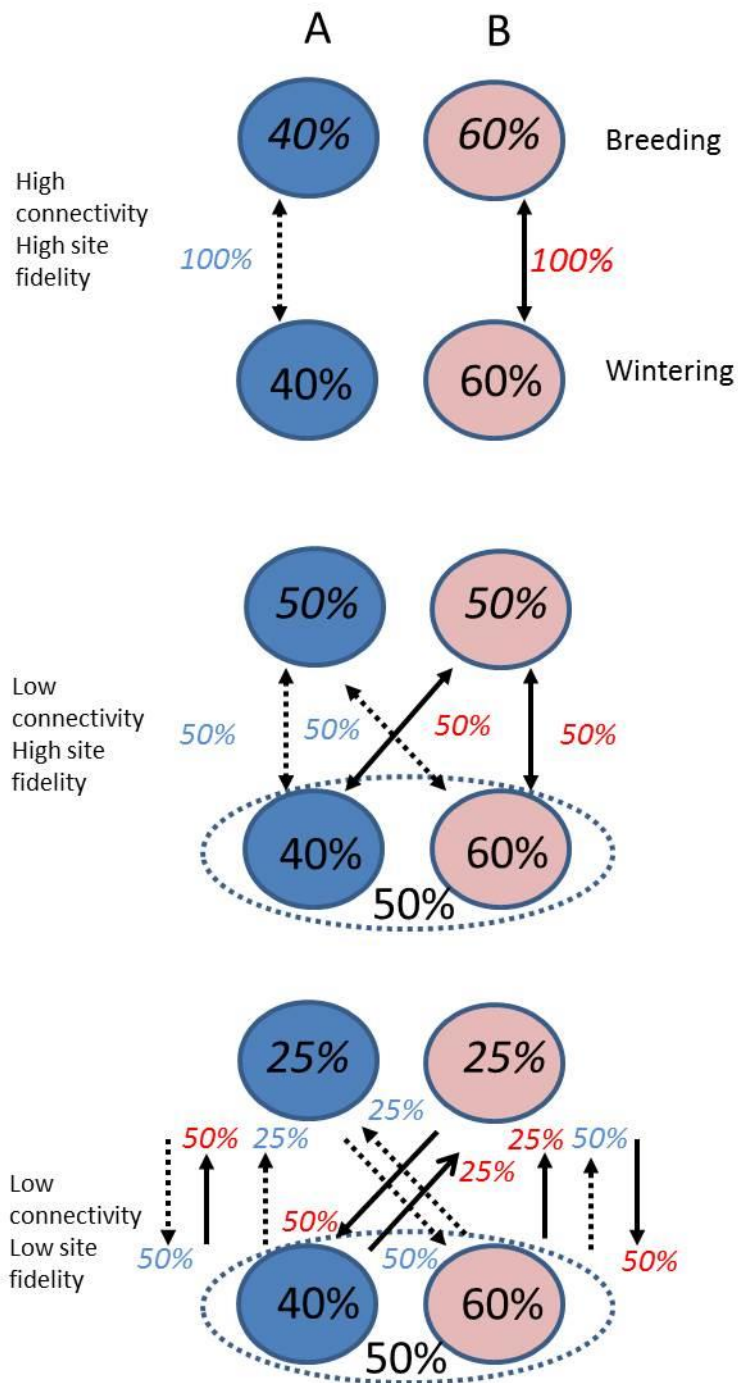 A B
40% 60% Breeding
High
connectivity
High site
fidelity
100% 100%
40% 60% Wintering
50% 50%
Low
connectivity
High site
fidelity
50% 50% 50% 50%
40% 60%
50%
25% 25%
25%
50% 25% 25% 50%
25%
Low
connectivity
Low site
fidelity
50%
50% 50% 50%
40% 60%
50%